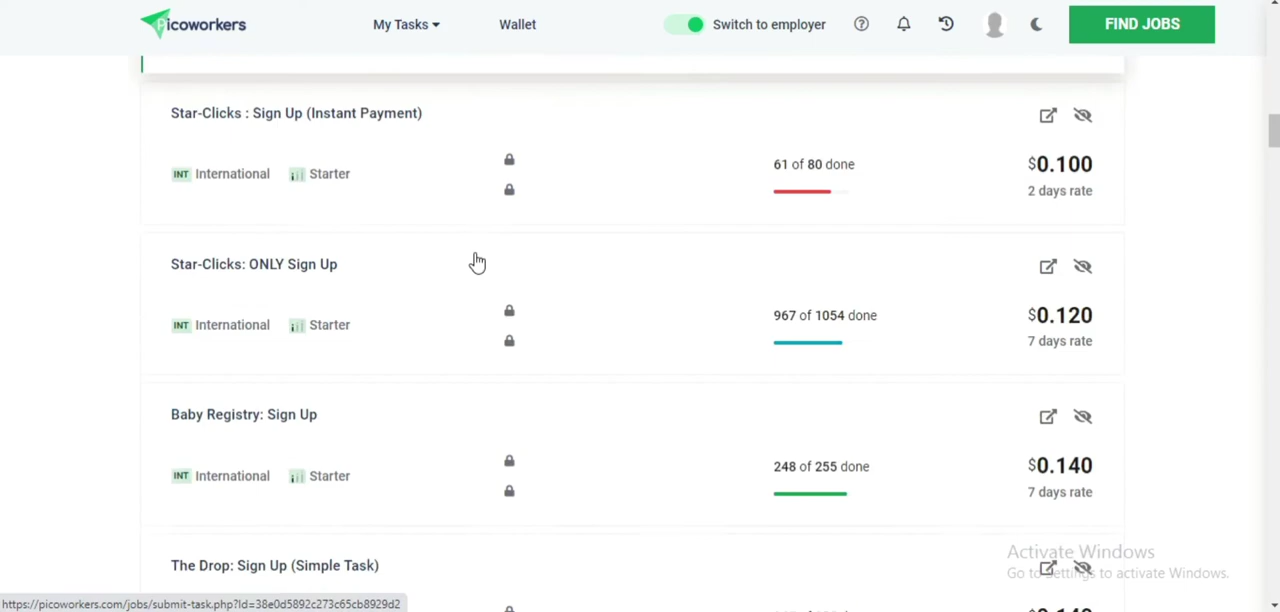 Picoworkers
My Tasks
Wallet
Switch to employer
FIND JOBS
Star-Clicks : Sign Up (Instant Payment)
INT International
Starter
61 of 80 done
$0.100
2 days rate
Star-Clicks: ONLY Sign Up
INT International
Starter
967 of 1054 done
$0.120
7 days rate
Baby Registry: Sign Up
INT International
Starter
248 of 255 done
$0.140
7 days rate
The Drop: Sign Up (Simple Task)
Activate Windows
Go to Settings to activate Windows.
https://picoworkers.com/jobs/submit-task.php?Id=38e0d5892c273c65cb8929d2